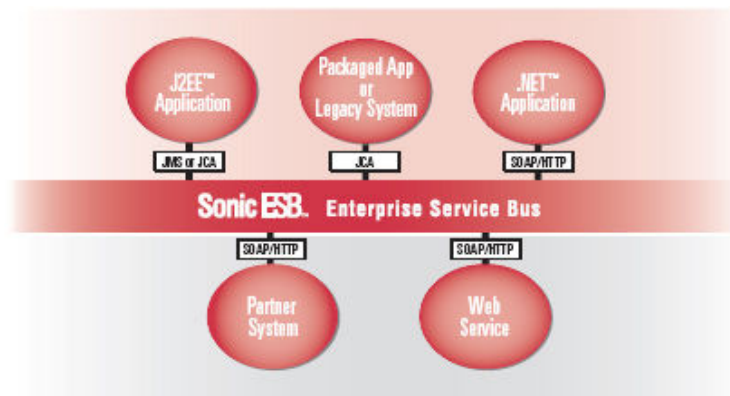 J2EE™
Application
Packaged App
or
Legacy System
.NET™
Application
JMS or JCA
JCA
SOAP/HTTP
Sonic ESB™ Enterprise Service Bus
SOAP/HTTP
SOAP/HTTP
Partner
System
Web
Service